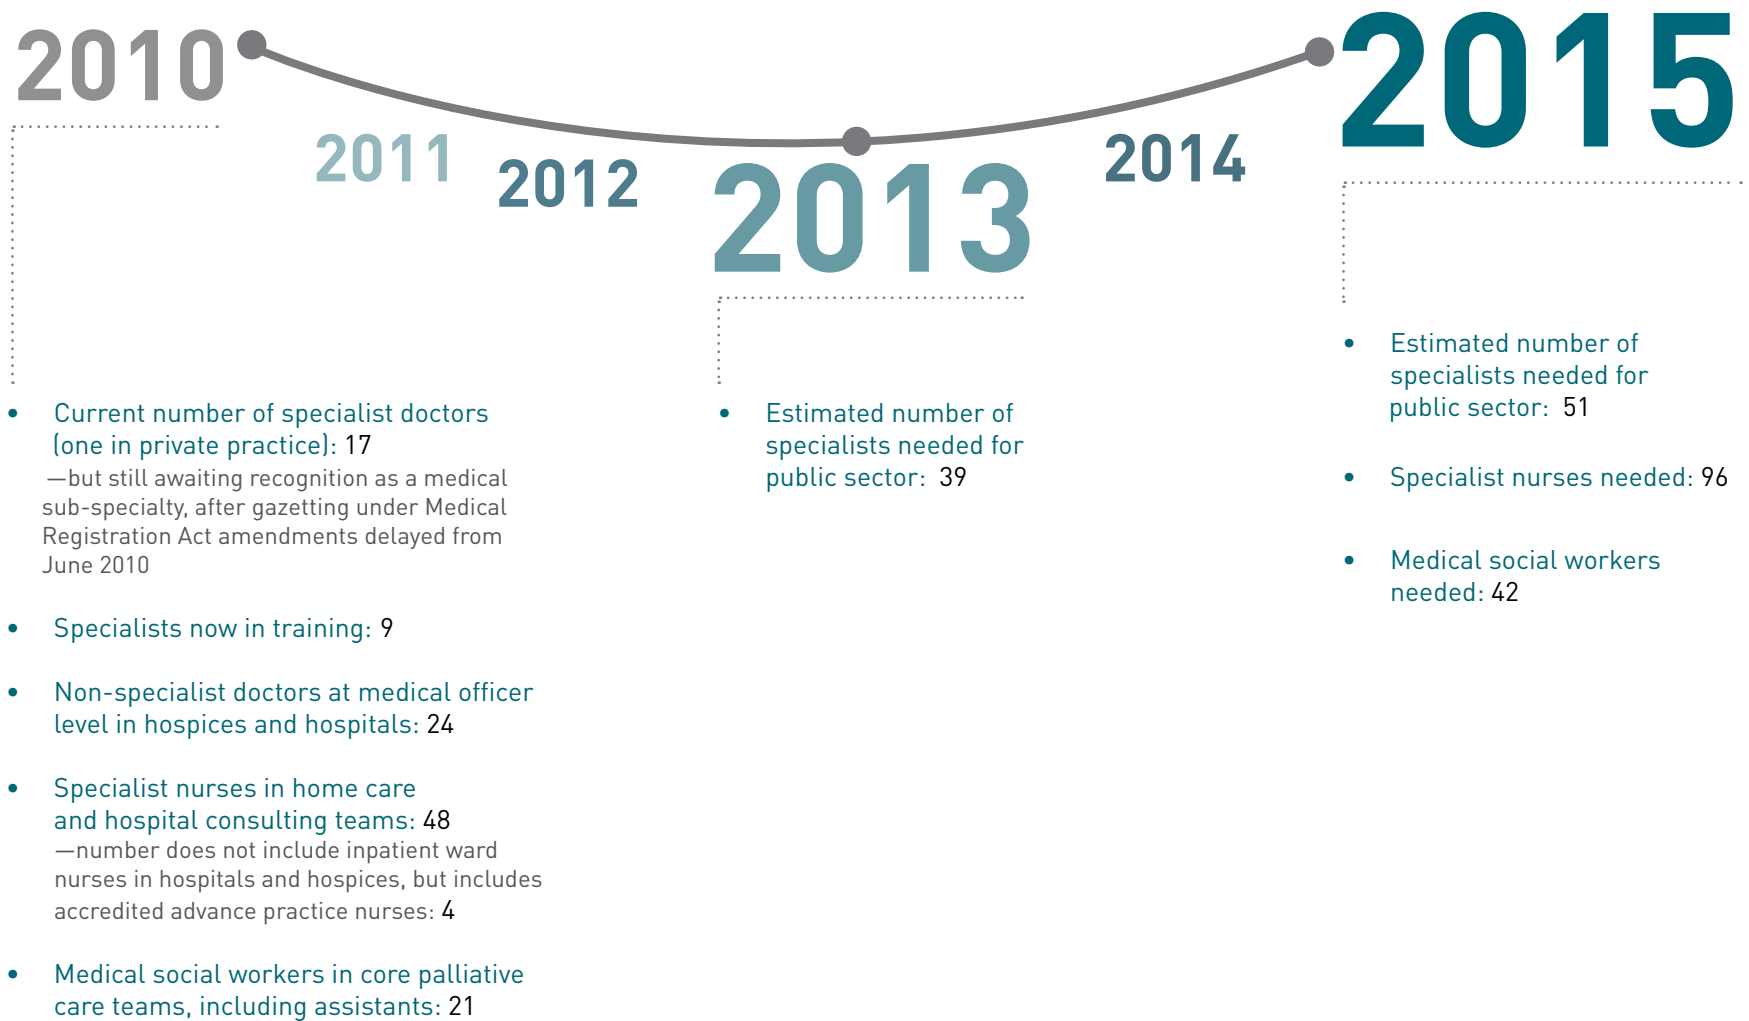 2010
2011
2012
2013
2014
2015
• Current number of specialist doctors
(one in private practice): 17
—but still awaiting recognition as a medical
sub-specialty, after gazetting under Medical
Registration Act amendments delayed from
June 2010
• Specialists now in training: 9
• Non-specialist doctors at medical officer
level in hospices and hospitals: 24
• Specialist nurses in home care
and hospital consulting teams: 48
—number does not include inpatient ward
nurses in hospitals and hospices, but includes
accredited advance practice nurses: 4
• Medical social workers in core palliative
care teams, including assistants: 21
• Estimated number of
specialists needed for
public sector: 39
• Estimated number of
specialists needed for
public sector: 51
• Specialist nurses needed: 96
• Medical social workers
needed: 42